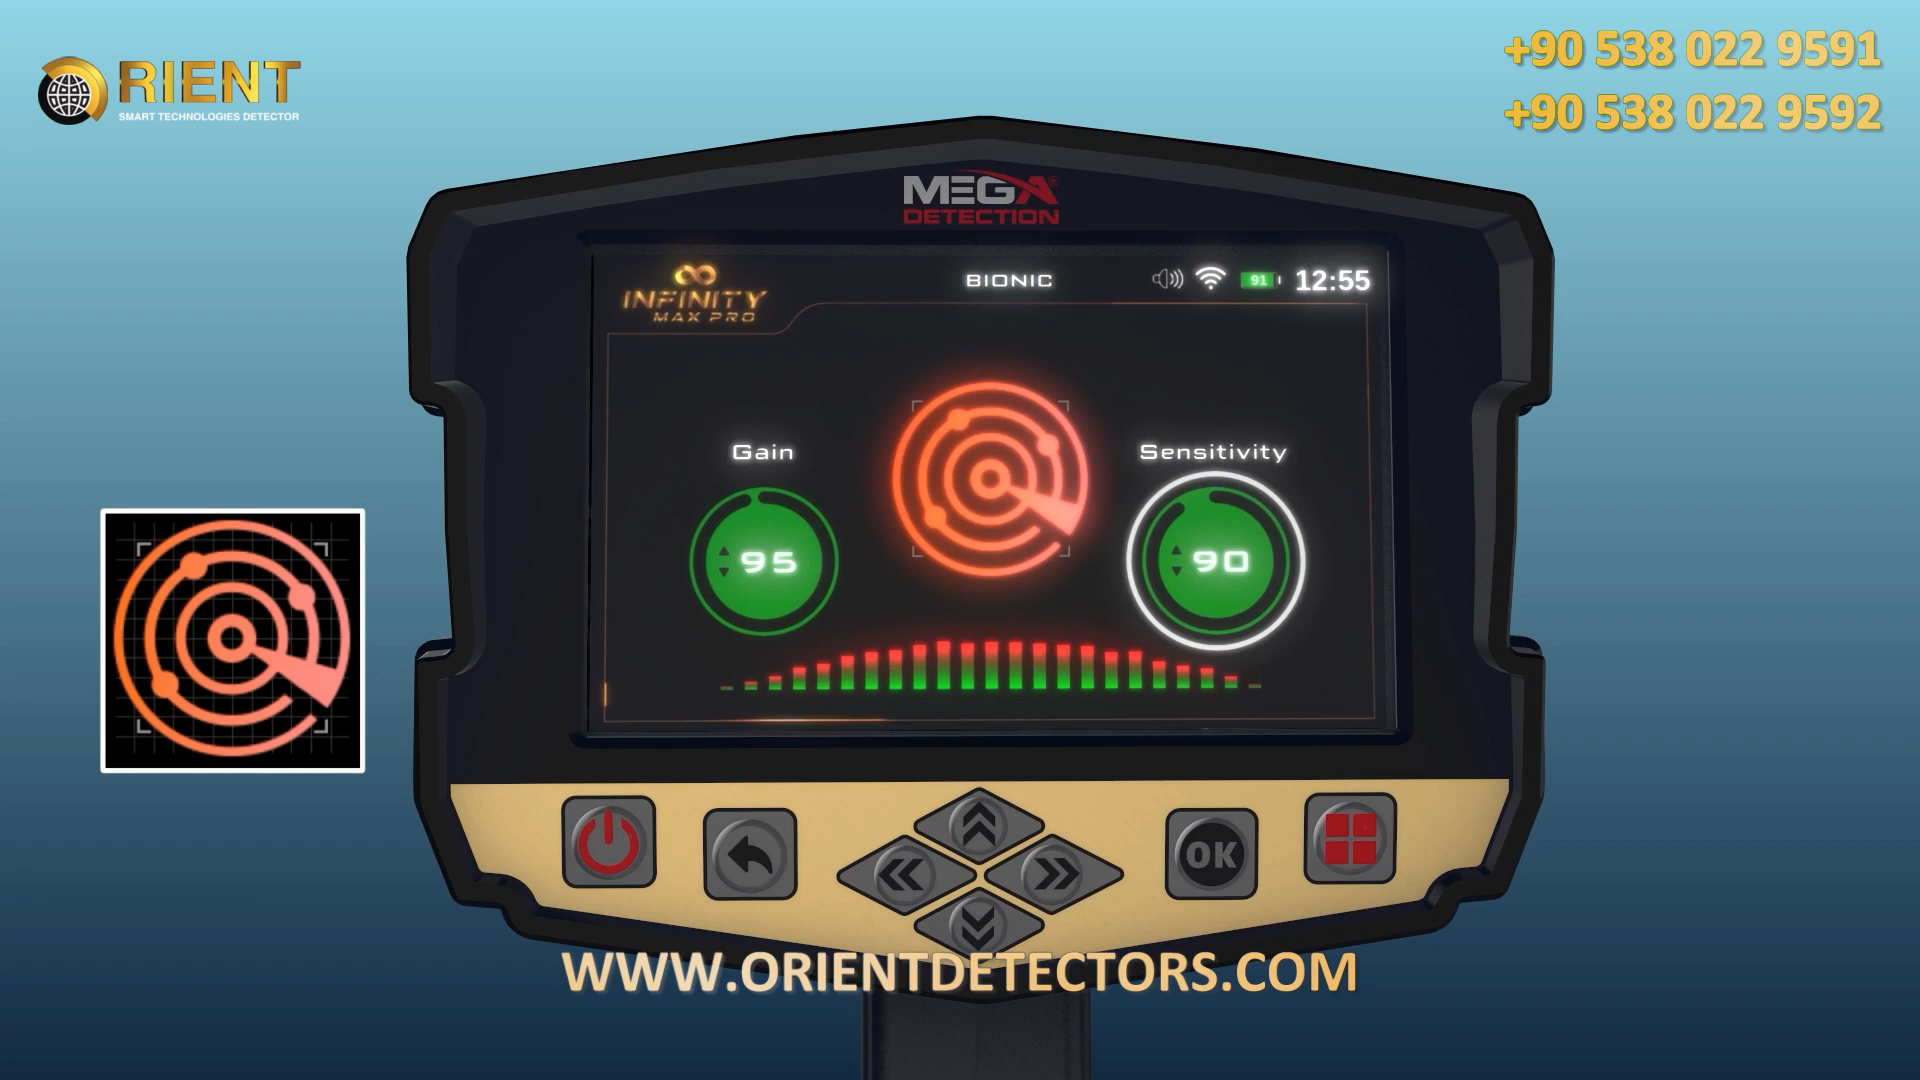 ORIENT
SMART TECHNOLOGIES DETECTOR
+90 538 022 9591
+90 538 022 9592
MEGA®
DETECTION
INFINITY
MAX PRO
BIONIC
91
12:55
Gain
95
Sensitivity
90
OK
WWW.ORIENTDETECTORS.COM